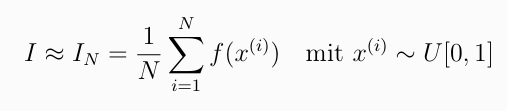 I ≈ I_N = \frac{1}{N} \sum_{i=1}^{N} f(x^{(i)}) mit x^{(i)} ∼ U[0, 1]